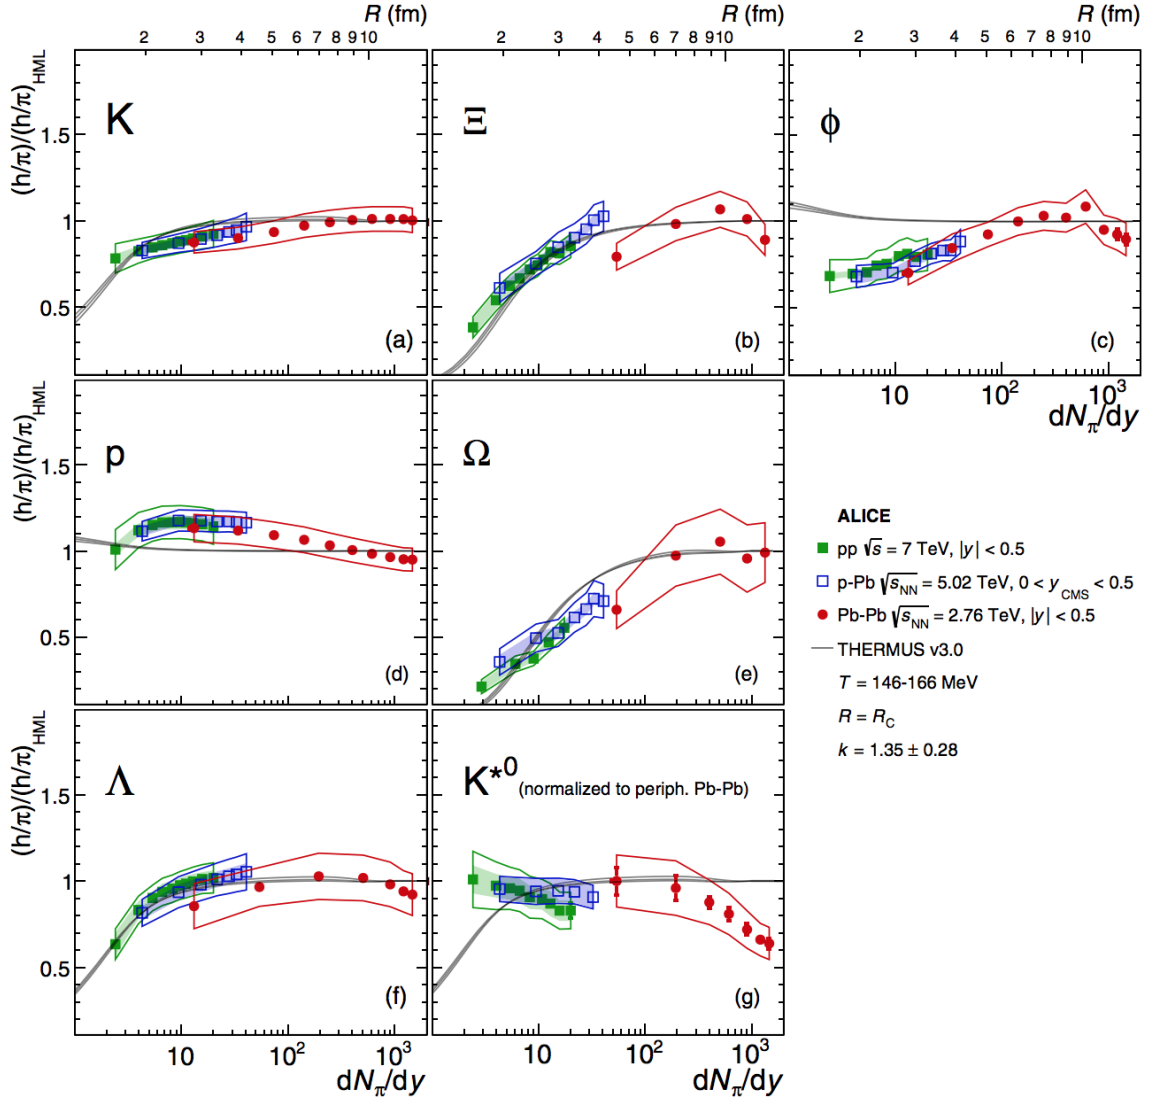 R (fm) R (fm) R (fm)
2 3 4 5 6 7 8 9 10 2 3 4 5 6 7 8 9 10 2 3 4 5 6 7 8 9 10
(h/π)/(h/π)HML
1.5
1
0.5
K
(a)
Ξ
(b)
ϕ
(c)
10 10² 10³
dNπ/dy
(h/π)/(h/π)HML
1.5
1
0.5
p
(d)
Ω
(e)
ALICE
pp √s = 7 TeV, |y| < 0.5
p-Pb √sNN = 5.02 TeV, 0 < yCMS < 0.5
Pb-Pb √sNN = 2.76 TeV, |y| < 0.5
THERMUS v3.0
T = 146-166 MeV
R = RC
k = 1.35 ± 0.28
(h/π)/(h/π)HML
1.5
1
0.5
Λ
(f)
K*⁰ (normalized to periph. Pb-Pb)
(g)
10 10² 10³ 10 10² 10³
dNπ/dy dNπ/dy